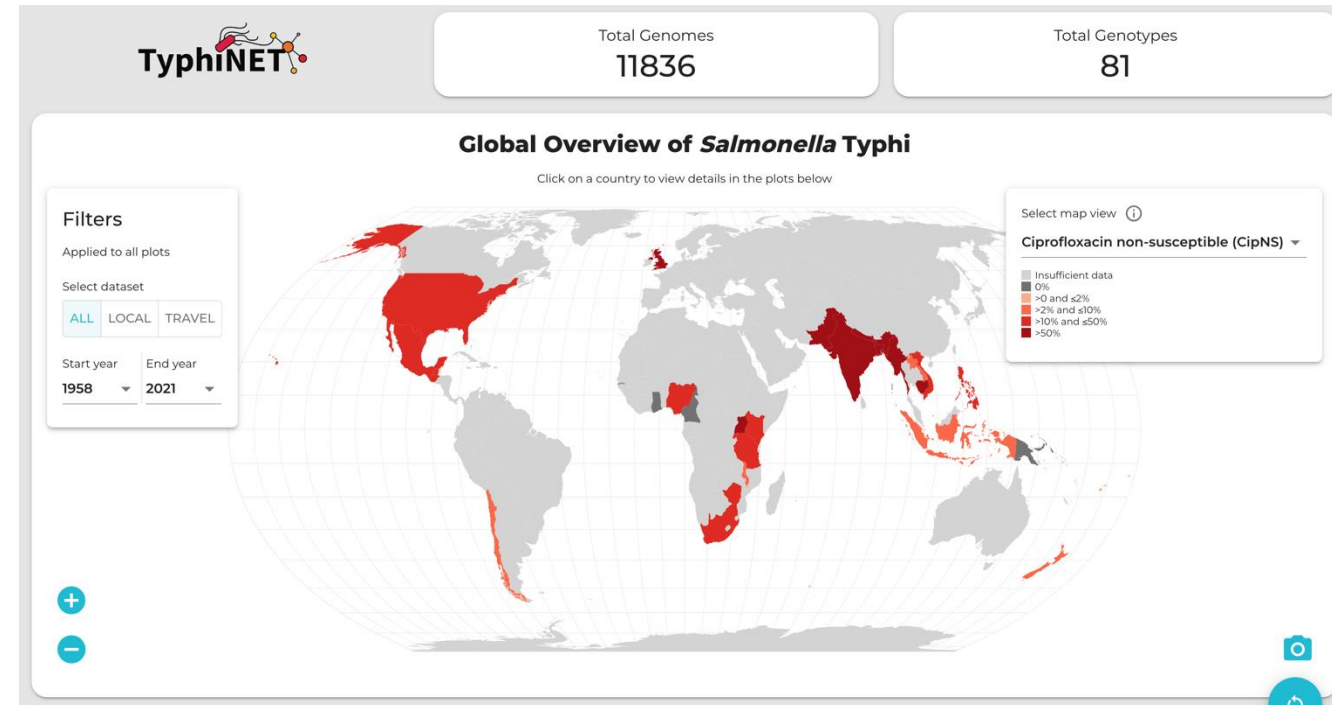 TyphiNET
Total Genomes
11836
Total Genotypes
81
Global Overview of Salmonella Typhi
Click on a country to view details in the plots below
Filters
Applied to all plots
Select dataset
ALL LOCAL TRAVEL
Start year End year
1958 2021
Select map view
Ciprofloxacin non-susceptible (CipNS)
Insufficient data
0%
>0 and ≤2%
>2% and ≤10%
>10% and ≤50%
>50%